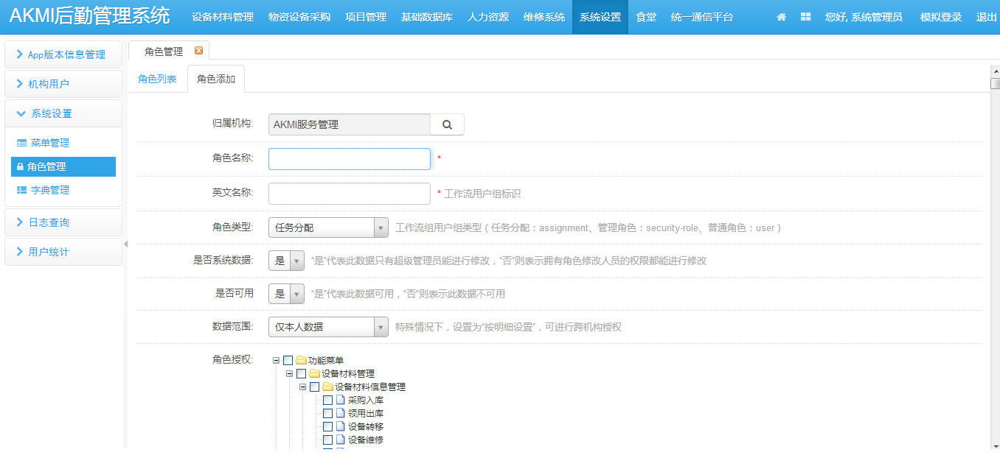 AKMI后勤管理系统 设备材料管理 物资设备采购 项目管理 基础数据库 人力资源 维修系统 系统设置 食堂 统一通信平台 您好, 系统管理员 模拟登录 退出
App版本信息管理
机构用户
系统设置
菜单管理
角色管理
字典管理
日志查询
用户统计
角色管理
角色列表 角色添加
归属机构: AKMI服务管理
角色名称: *
英文名称: * 工作流用户组标识
角色类型: 任务分配 工作流组用户组类型（任务分配：assignment、管理角色：security-role、普通角色：user）
是否系统数据: 是 “是”代表此数据只有超级管理员能进行修改，“否”则表示拥有角色修改人员的权限都能进行修改
是否可用 是 “是”代表此数据可用，“否”则表示此数据不可用
数据范围: 仅本人数据 特殊情况下，设置为“按明细设置”，可进行跨机构授权
角色授权: 功能菜单
设备材料管理
设备材料信息管理
采购入库
领用出库
设备转移
设备维修